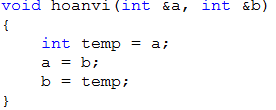 void hoanvi(int &a, int &b)
{
    int temp = a;
    a = b;
    b = temp;
}